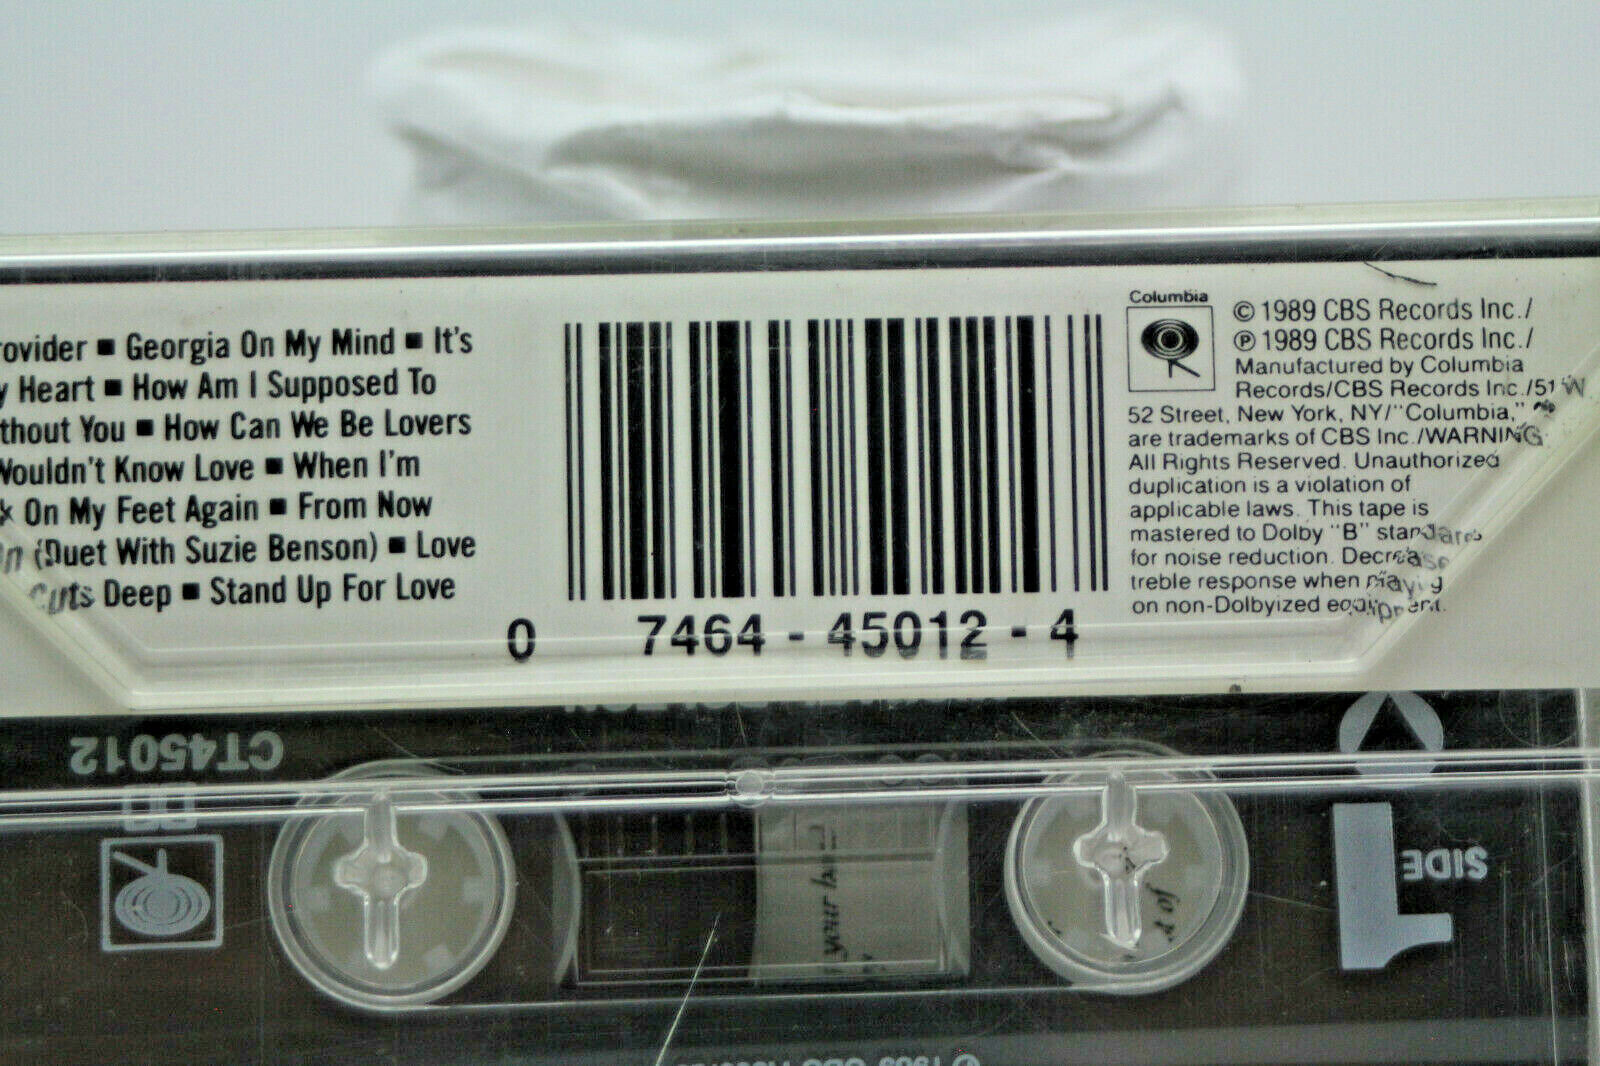 rovider ■ Georgia On My Mind ■ It's
y Heart ■ How Am I Supposed To
thout You ■ How Can We Be Lovers
Wouldn't Know Love ■ When I'm
k On My Feet Again ■ From Now
On (Duet With Suzie Benson) ■ Love
Cuts Deep ■ Stand Up For Love
0 7464 - 45012 - 4
Columbia
© 1989 CBS Records Inc./
℗ 1989 CBS Records Inc./
Manufactured by Columbia
Records/CBS Records Inc./51 W
52 Street, New York, NY/"Columbia,"
are trademarks of CBS Inc./WARNING:
All Rights Reserved. Unauthorized
duplication is a violation of
applicable laws. This tape is
mastered to Dolby "B" standards
for noise reduction. Decrease
treble response when playing
on non-Dolbyized equipment.
CT45012
SIDE
1
your
for